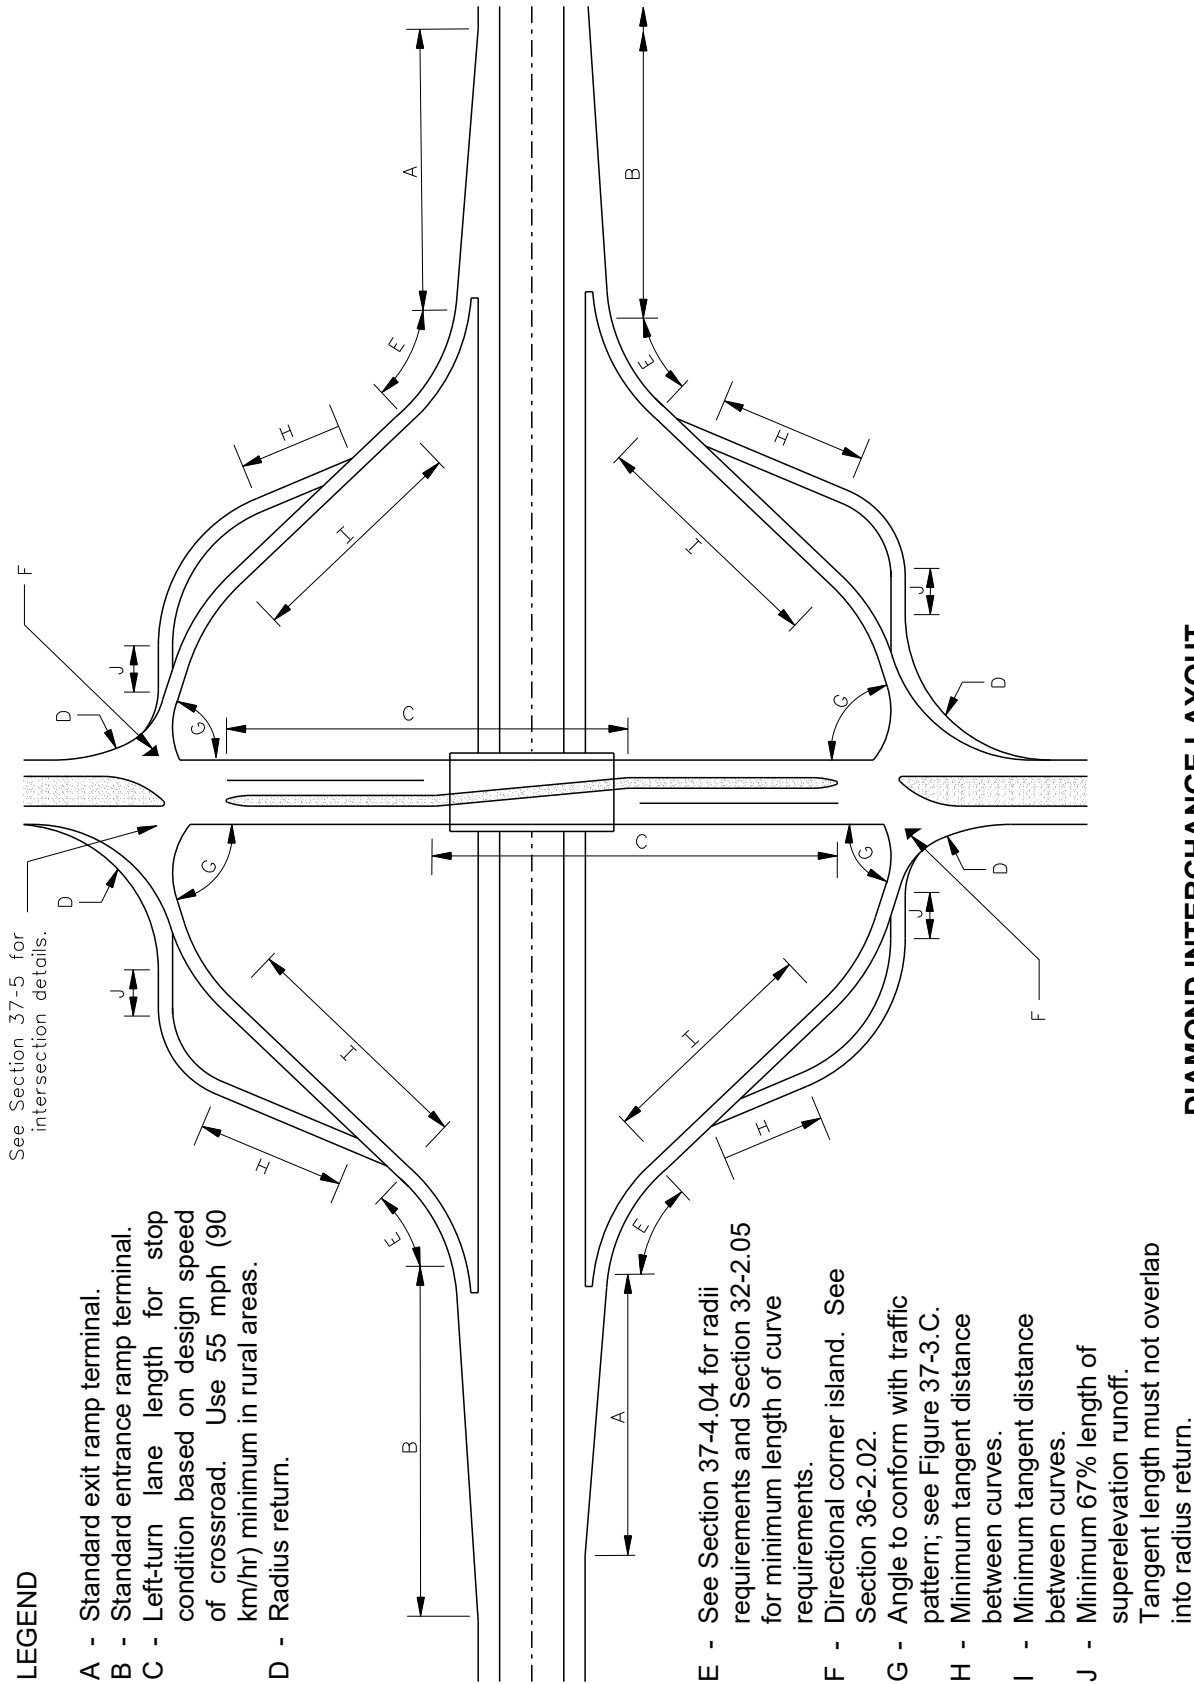 LEGEND
A - Standard exit ramp terminal.
B - Standard entrance ramp terminal.
C - Left-turn lane length for stop
condition based on design speed
of crossroad. Use 55 mph (90
km/hr) minimum in rural areas.
D - Radius return.
E - See Section 37-4.04 for radii
requirements and Section 32-2.05
for minimum length of curve
requirements.
F - Directional corner island. See
Section 36-2.02.
G - Angle to conform with traffic
pattern; see Figure 37-3.C.
H - Minimum tangent distance
between curves.
I - Minimum tangent distance
between curves.
J - Minimum 67% length of
superelevation runoff.
Tangent length must not overlap
into radius return.
See Section 37-5 for
intersection details.
D
J
H
E
B
I
G
C
F
D
J
H
E
A
I
G
A
E
H
J
D
F
I
G
C
B
E
H
J
D
I
G
DIAMOND INTERCHANGE LAYOUT